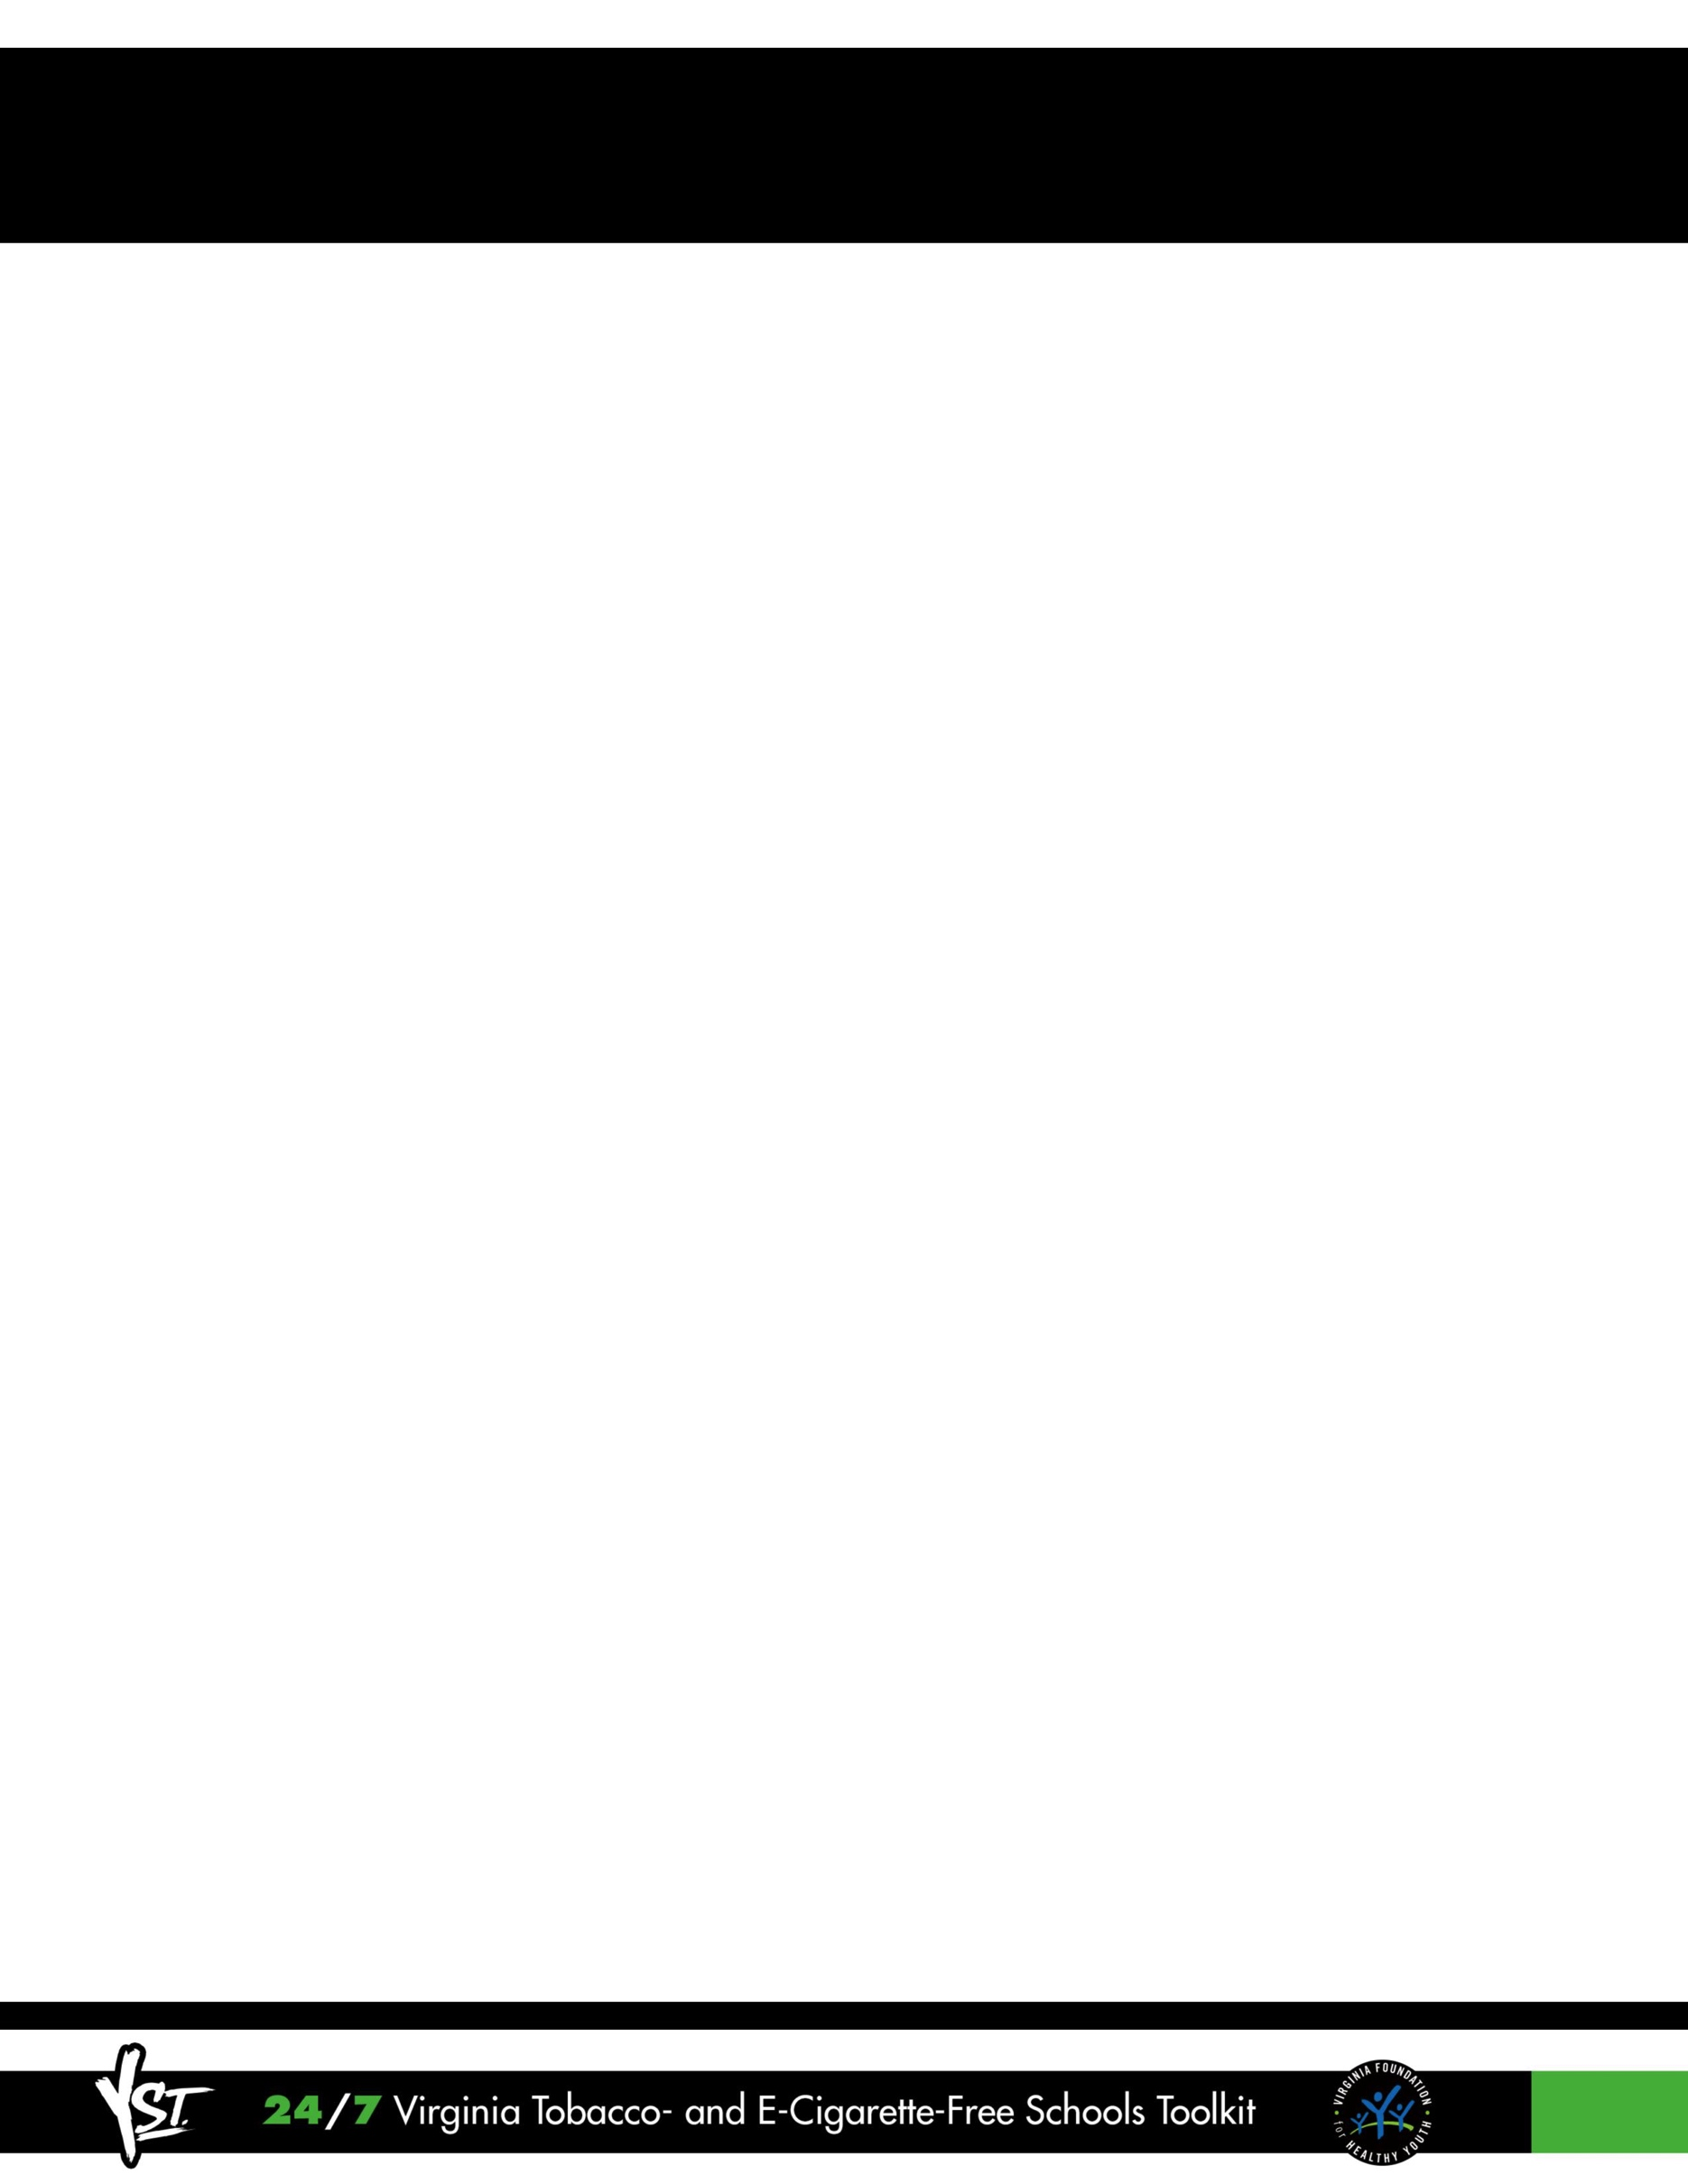 YST.
24/7 Virginia Tobacco- and E-Cigarette-Free Schools Toolkit
VIRGINIA FOUNDATION
for
HEALTHY YOUTH